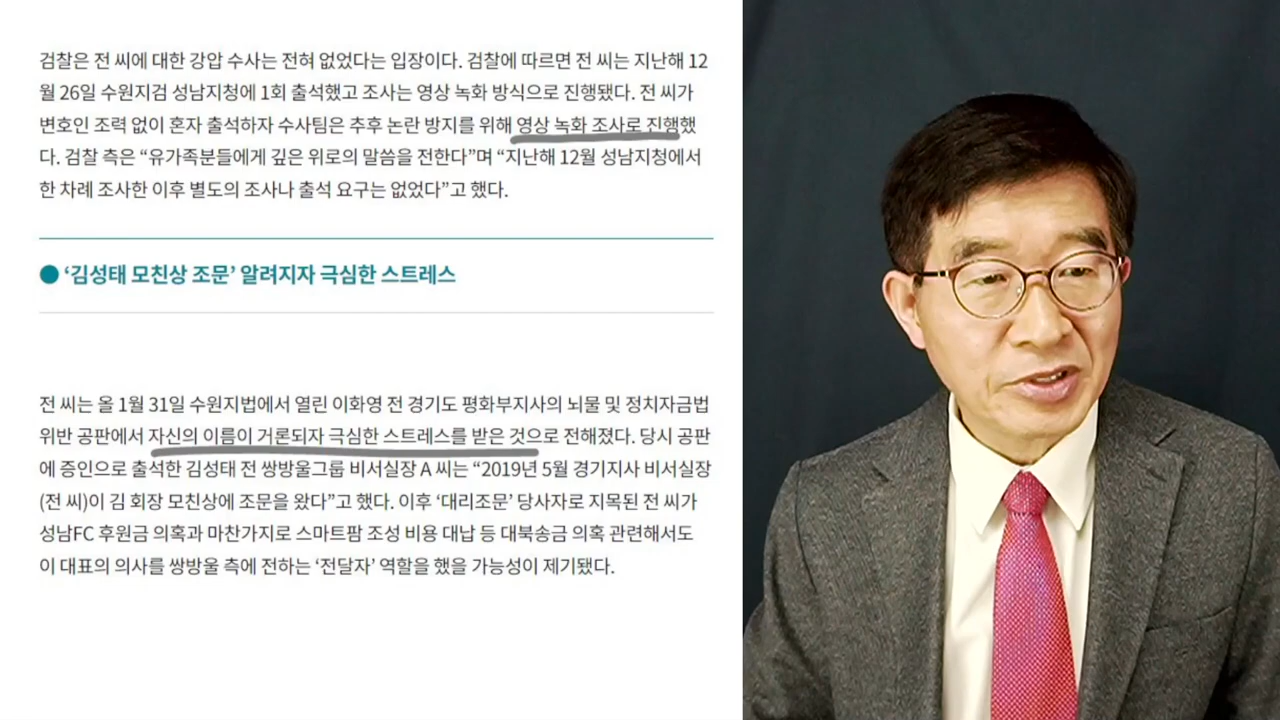 검찰은 전 씨에 대한 강압 수사는 전혀 없었다는 입장이다. 검찰에 따르면 전 씨는 지난해 12
월 26일 수원지검 성남지청에 1회 출석했고 조사는 영상 녹화 방식으로 진행됐다. 전 씨가
변호인 조력 없이 혼자 출석하자 수사팀은 추후 논란 방지를 위해 영상 녹화 조사로 진행했
다. 검찰 측은 “유가족분들에게 깊은 위로의 말씀을 전한다”며 “지난해 12월 성남지청에서
한 차례 조사한 이후 별도의 조사나 출석 요구는 없었다”고 했다.
● ‘김성태 모친상 조문’ 알려지자 극심한 스트레스
전 씨는 올 1월 31일 수원지법에서 열린 이화영 전 경기도 평화부지사의 뇌물 및 정치자금법
위반 공판에서 자신의 이름이 거론되자 극심한 스트레스를 받은 것으로 전해졌다. 당시 공판
에 증인으로 출석한 김성태 전 쌍방울그룹 비서실장 A 씨는 “2019년 5월 경기지사 비서실장
(전 씨)이 김 회장 모친상에 조문을 왔다”고 했다. 이후 ‘대리조문’ 당사자로 지목된 전 씨가
성남FC 후원금 의혹과 마찬가지로 스마트팜 조성 비용 대납 등 대북송금 의혹 관련해서도
이 대표의 의사를 쌍방울 측에 전하는 ‘전달자’ 역할을 했을 가능성이 제기됐다.